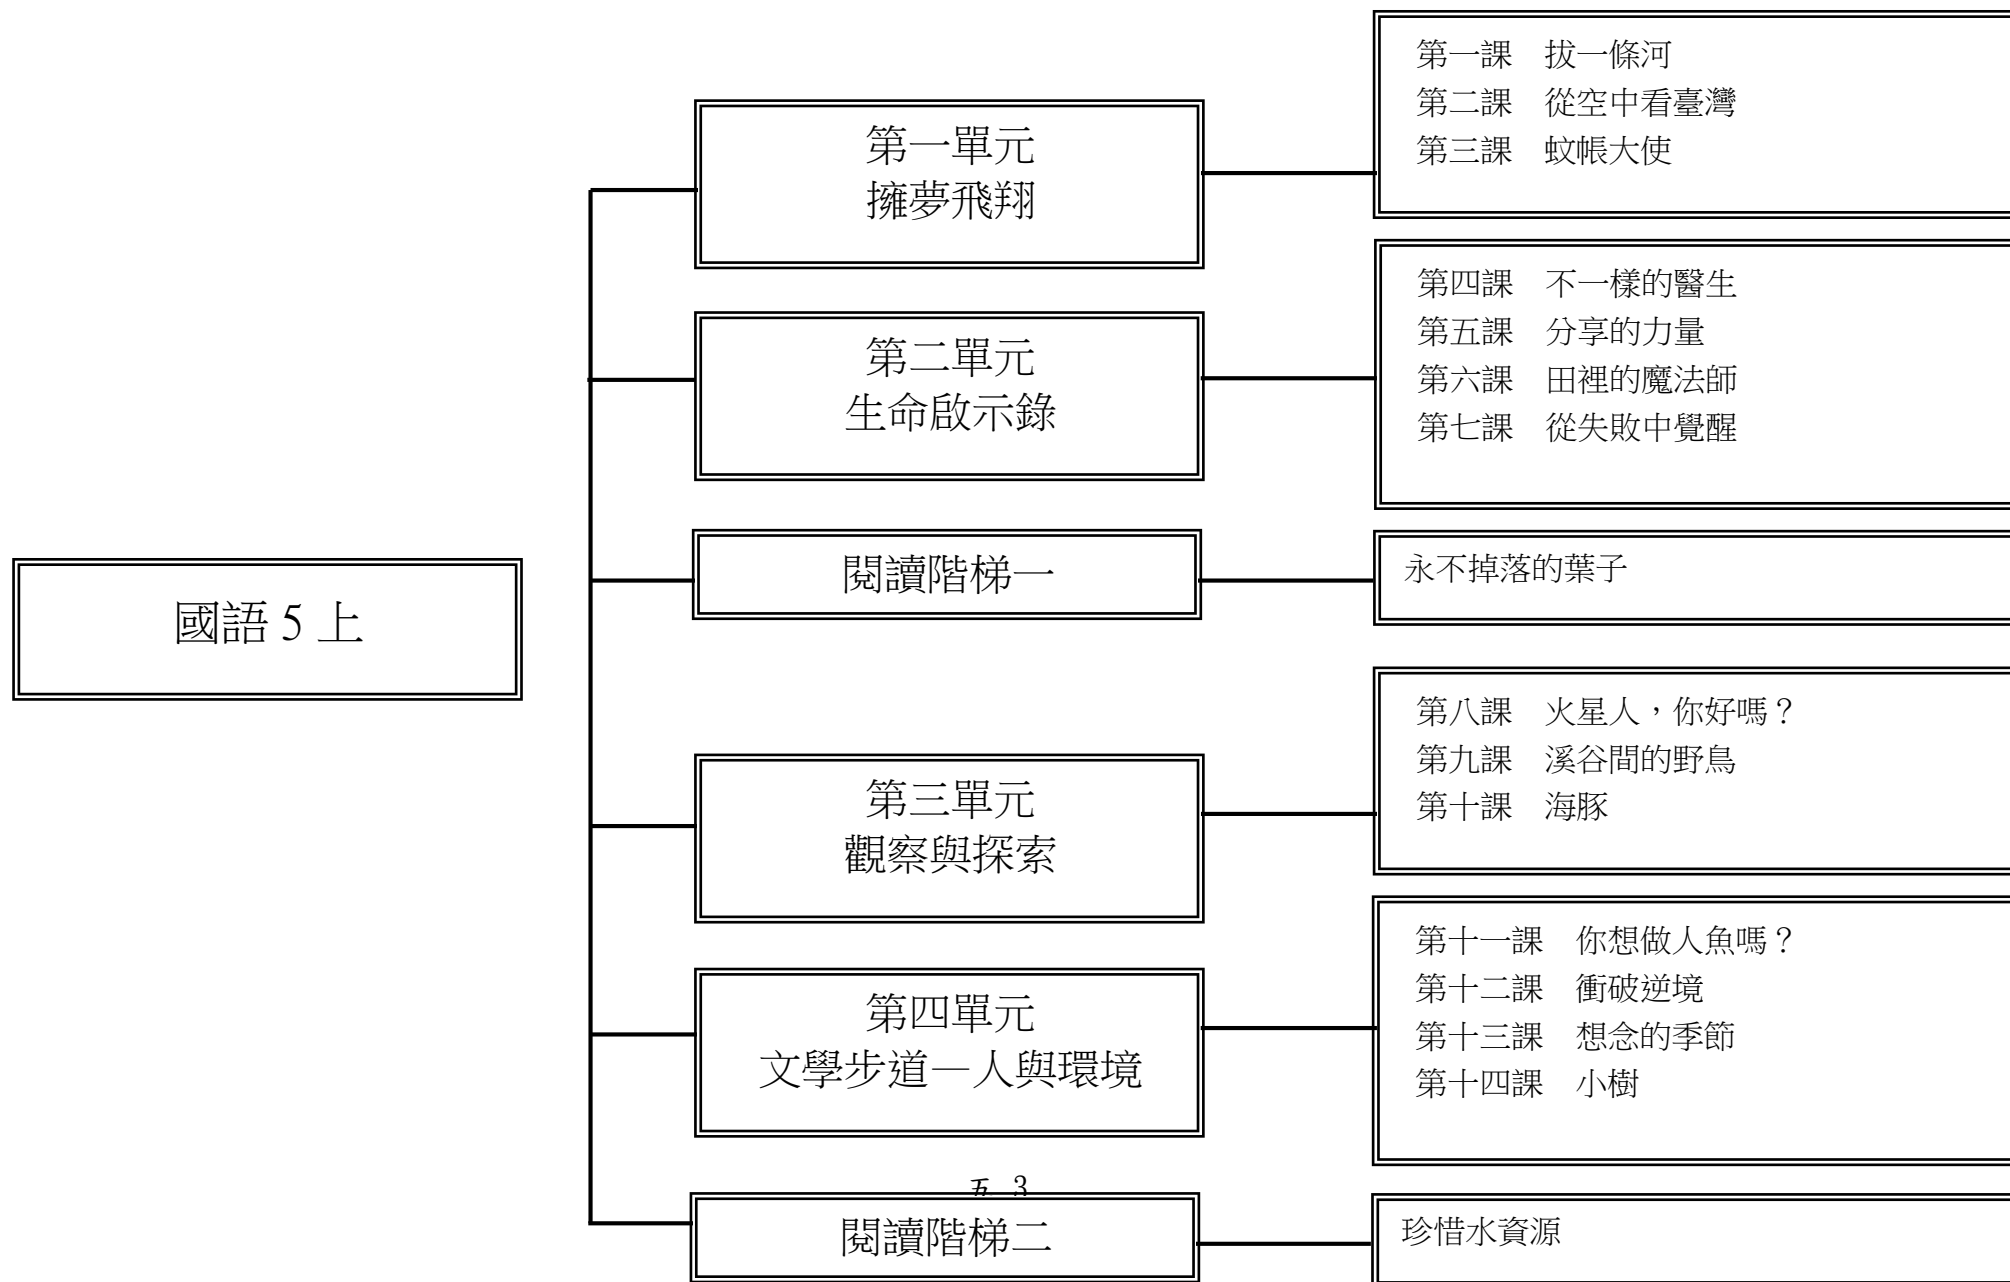 國語 5 上
第一單元
擁夢飛翔
第一課　拔一條河
第二課　從空中看臺灣
第三課　蚊帳大使
第二單元
生命啟示錄
第四課　不一樣的醫生
第五課　分享的力量
第六課　田裡的魔法師
第七課　從失敗中覺醒
閱讀階梯一
永不掉落的葉子
第三單元
觀察與探索
第八課　火星人，你好嗎？
第九課　溪谷間的野鳥
第十課　海豚
第四單元
文學步道—人與環境
第十一課　你想做人魚嗎？
第十二課　衝破逆境
第十三課　想念的季節
第十四課　小樹
五 3
閱讀階梯二
珍惜水資源